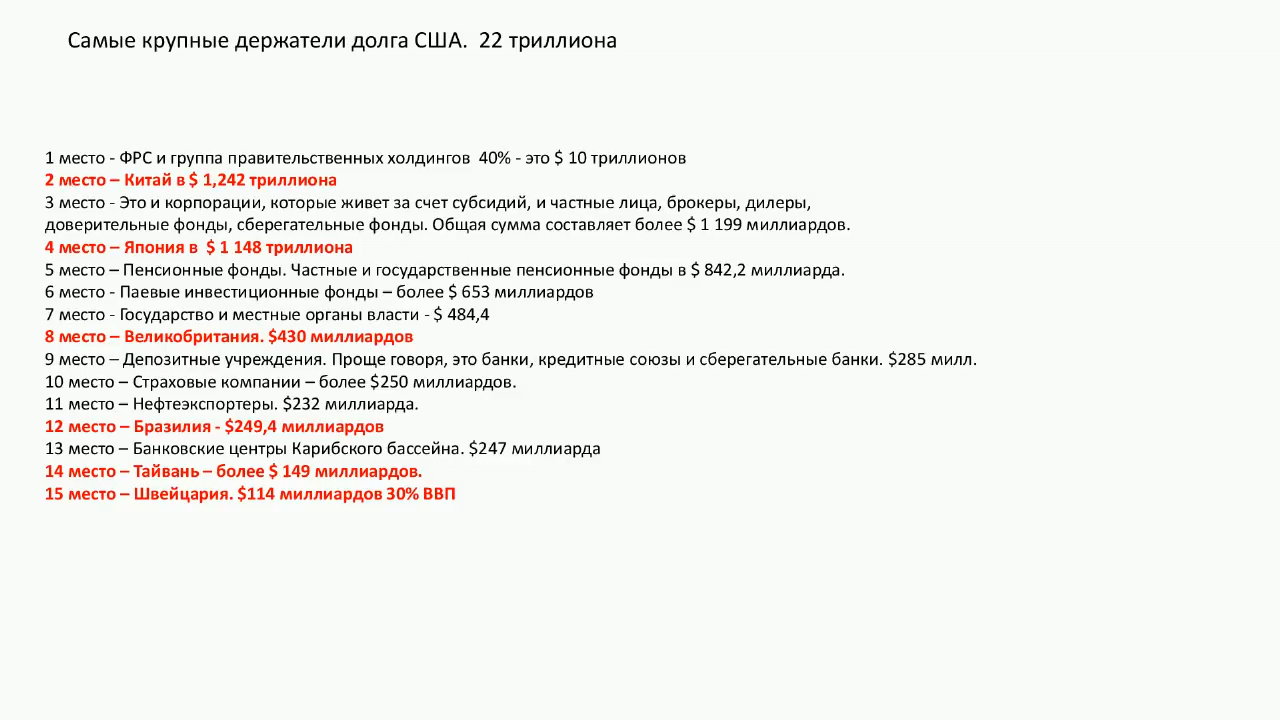 Самые крупные держатели долга США.  22 триллиона
1 место - ФРС и группа правительственных холдингов  40% - это $ 10 триллионов
2 место – Китай в $ 1,242 триллиона
3 место - Это и корпорации, которые живет за счет субсидий, и частные лица, брокеры, дилеры,
доверительные фонды, сберегательные фонды. Общая сумма составляет более $ 1 199 миллиардов.
4 место – Япония в  $ 1 148 триллиона
5 место – Пенсионные фонды. Частные и государственные пенсионные фонды в $ 842,2 миллиарда.
6 место - Паевые инвестиционные фонды – более $ 653 миллиардов
7 место - Государство и местные органы власти - $ 484,4
8 место – Великобритания. $430 миллиардов
9 место – Депозитные учреждения. Проще говоря, это банки, кредитные союзы и сберегательные банки. $285 милл.
10 место – Страховые компании – более $250 миллиардов.
11 место – Нефтеэкспортеры. $232 миллиарда.
12 место – Бразилия - $249,4 миллиардов
13 место – Банковские центры Карибского бассейна. $247 миллиарда
14 место – Тайвань – более $ 149 миллиардов.
15 место – Швейцария. $114 миллиардов 30% ВВП